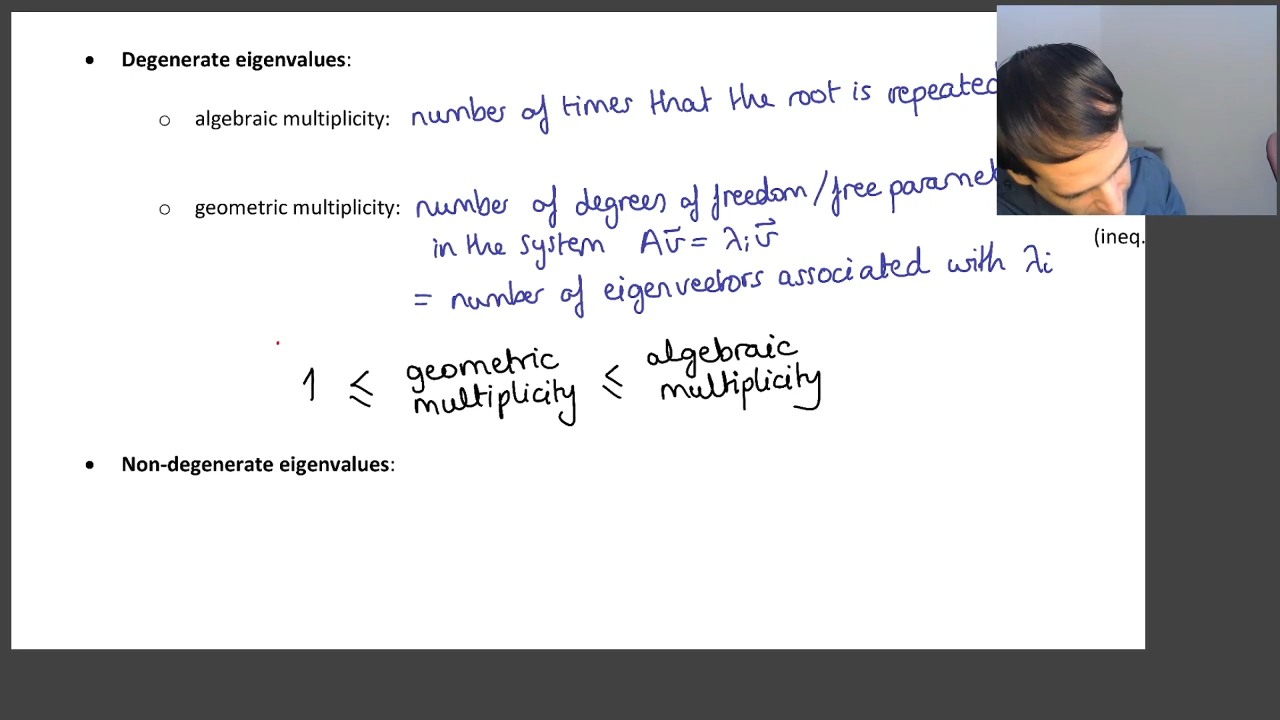 • Degenerate eigenvalues:
o algebraic multiplicity: number of times that the root is repeated
o geometric multiplicity: number of degrees of freedom/free
in the system Av⃗ = λi v⃗
(ineq.
= number of eigenvectors associated with λi
1 ≤ geometric multiplicity ≤ algebraic multiplicity
• Non-degenerate eigenvalues: